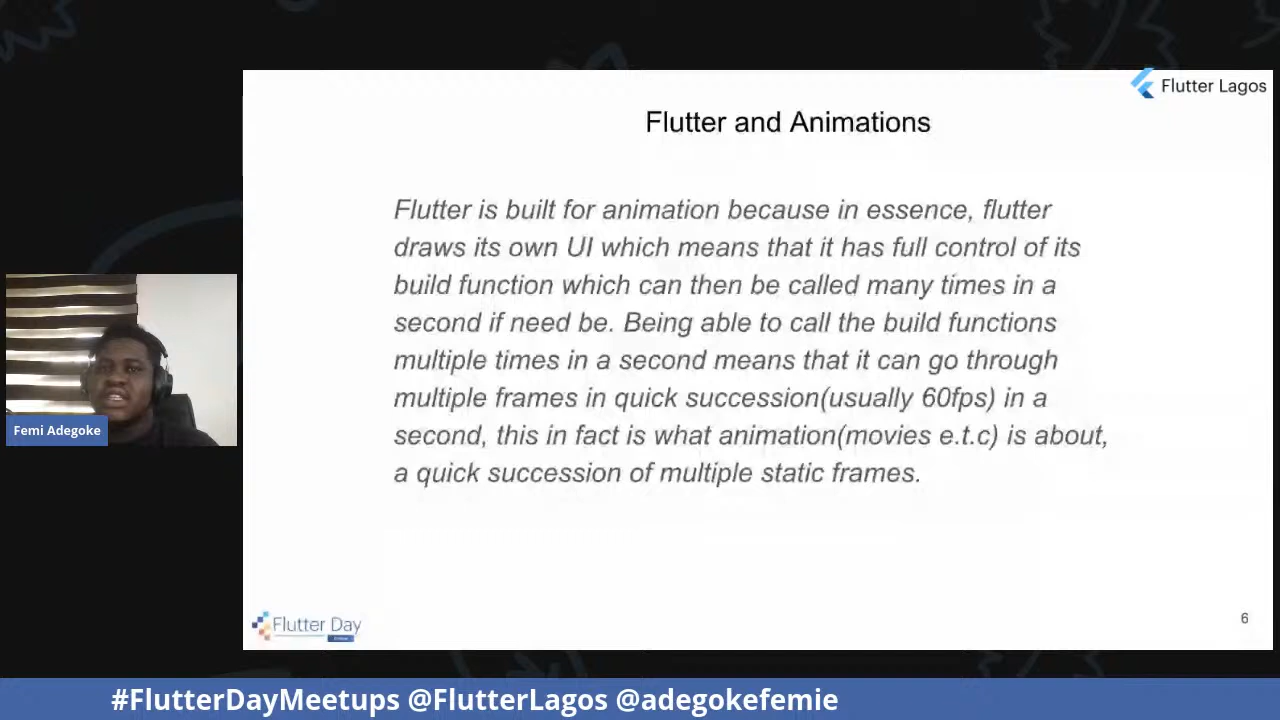 Flutter Lagos
Flutter and Animations
Flutter is built for animation because in essence, flutter
draws its own UI which means that it has full control of its
build function which can then be called many times in a
second if need be. Being able to call the build functions
multiple times in a second means that it can go through
multiple frames in quick succession(usually 60fps) in a
second, this in fact is what animation(movies e.t.c) is about,
a quick succession of multiple static frames.
Femi Adegoke
Flutter Day
6
#FlutterDayMeetups @FlutterLagos @adegokefemie